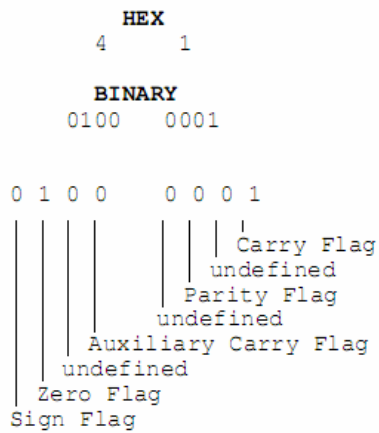 HEX
4 1
BINARY
0100 0001
0 1 0 0 0 0 0 1
Carry Flag
undefined
Parity Flag
undefined
Auxiliary Carry Flag
undefined
Zero Flag
Sign Flag